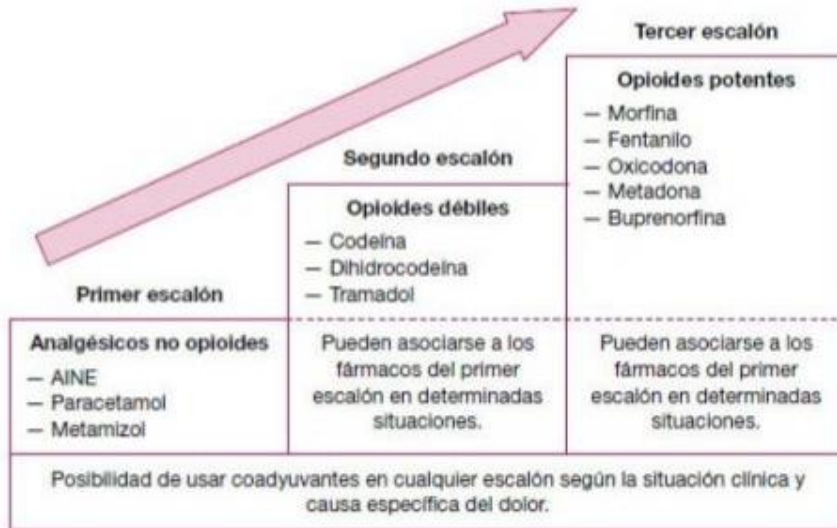 Primer escalón
Analgésicos no opioides
— AINE
— Paracetamol
— Metamizol
Segundo escalón
Opioides débiles
— Codeína
— Dihidrocodeína
— Tramadol
Pueden asociarse a los
fármacos del primer
escalón en determinadas
situaciones.
Tercer escalón
Opioides potentes
— Morfina
— Fentanilo
— Oxicodona
— Metadona
— Buprenorfina
Pueden asociarse a los
fármacos del primer
escalón en determinadas
situaciones.
Posibilidad de usar coadyuvantes en cualquier escalón según la situación clínica y
causa específica del dolor.